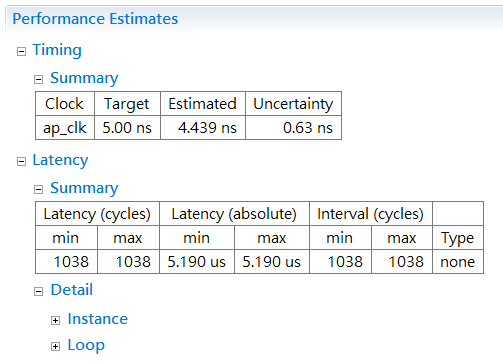 Performance Estimates
Timing
Summary
Clock Target Estimated Uncertainty
ap_clk 5.00 ns 4.439 ns 0.63 ns
Latency
Summary
Latency (cycles) Latency (absolute) Interval (cycles)
min max min max min max Type
1038 1038 5.190 us 5.190 us 1038 1038 none
Detail
Instance
Loop